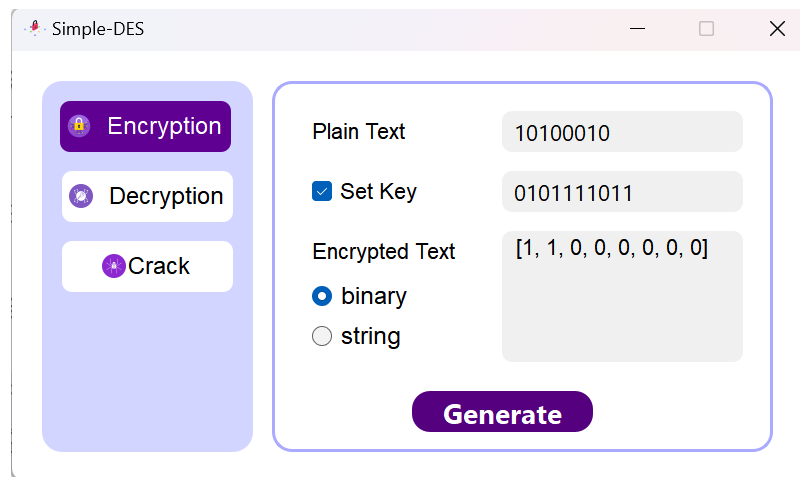 Simple-DES
Encryption
Decryption
Crack
Plain Text
10100010
Set Key
0101111011
Encrypted Text
[1, 1, 0, 0, 0, 0, 0, 0]
binary
string
Generate